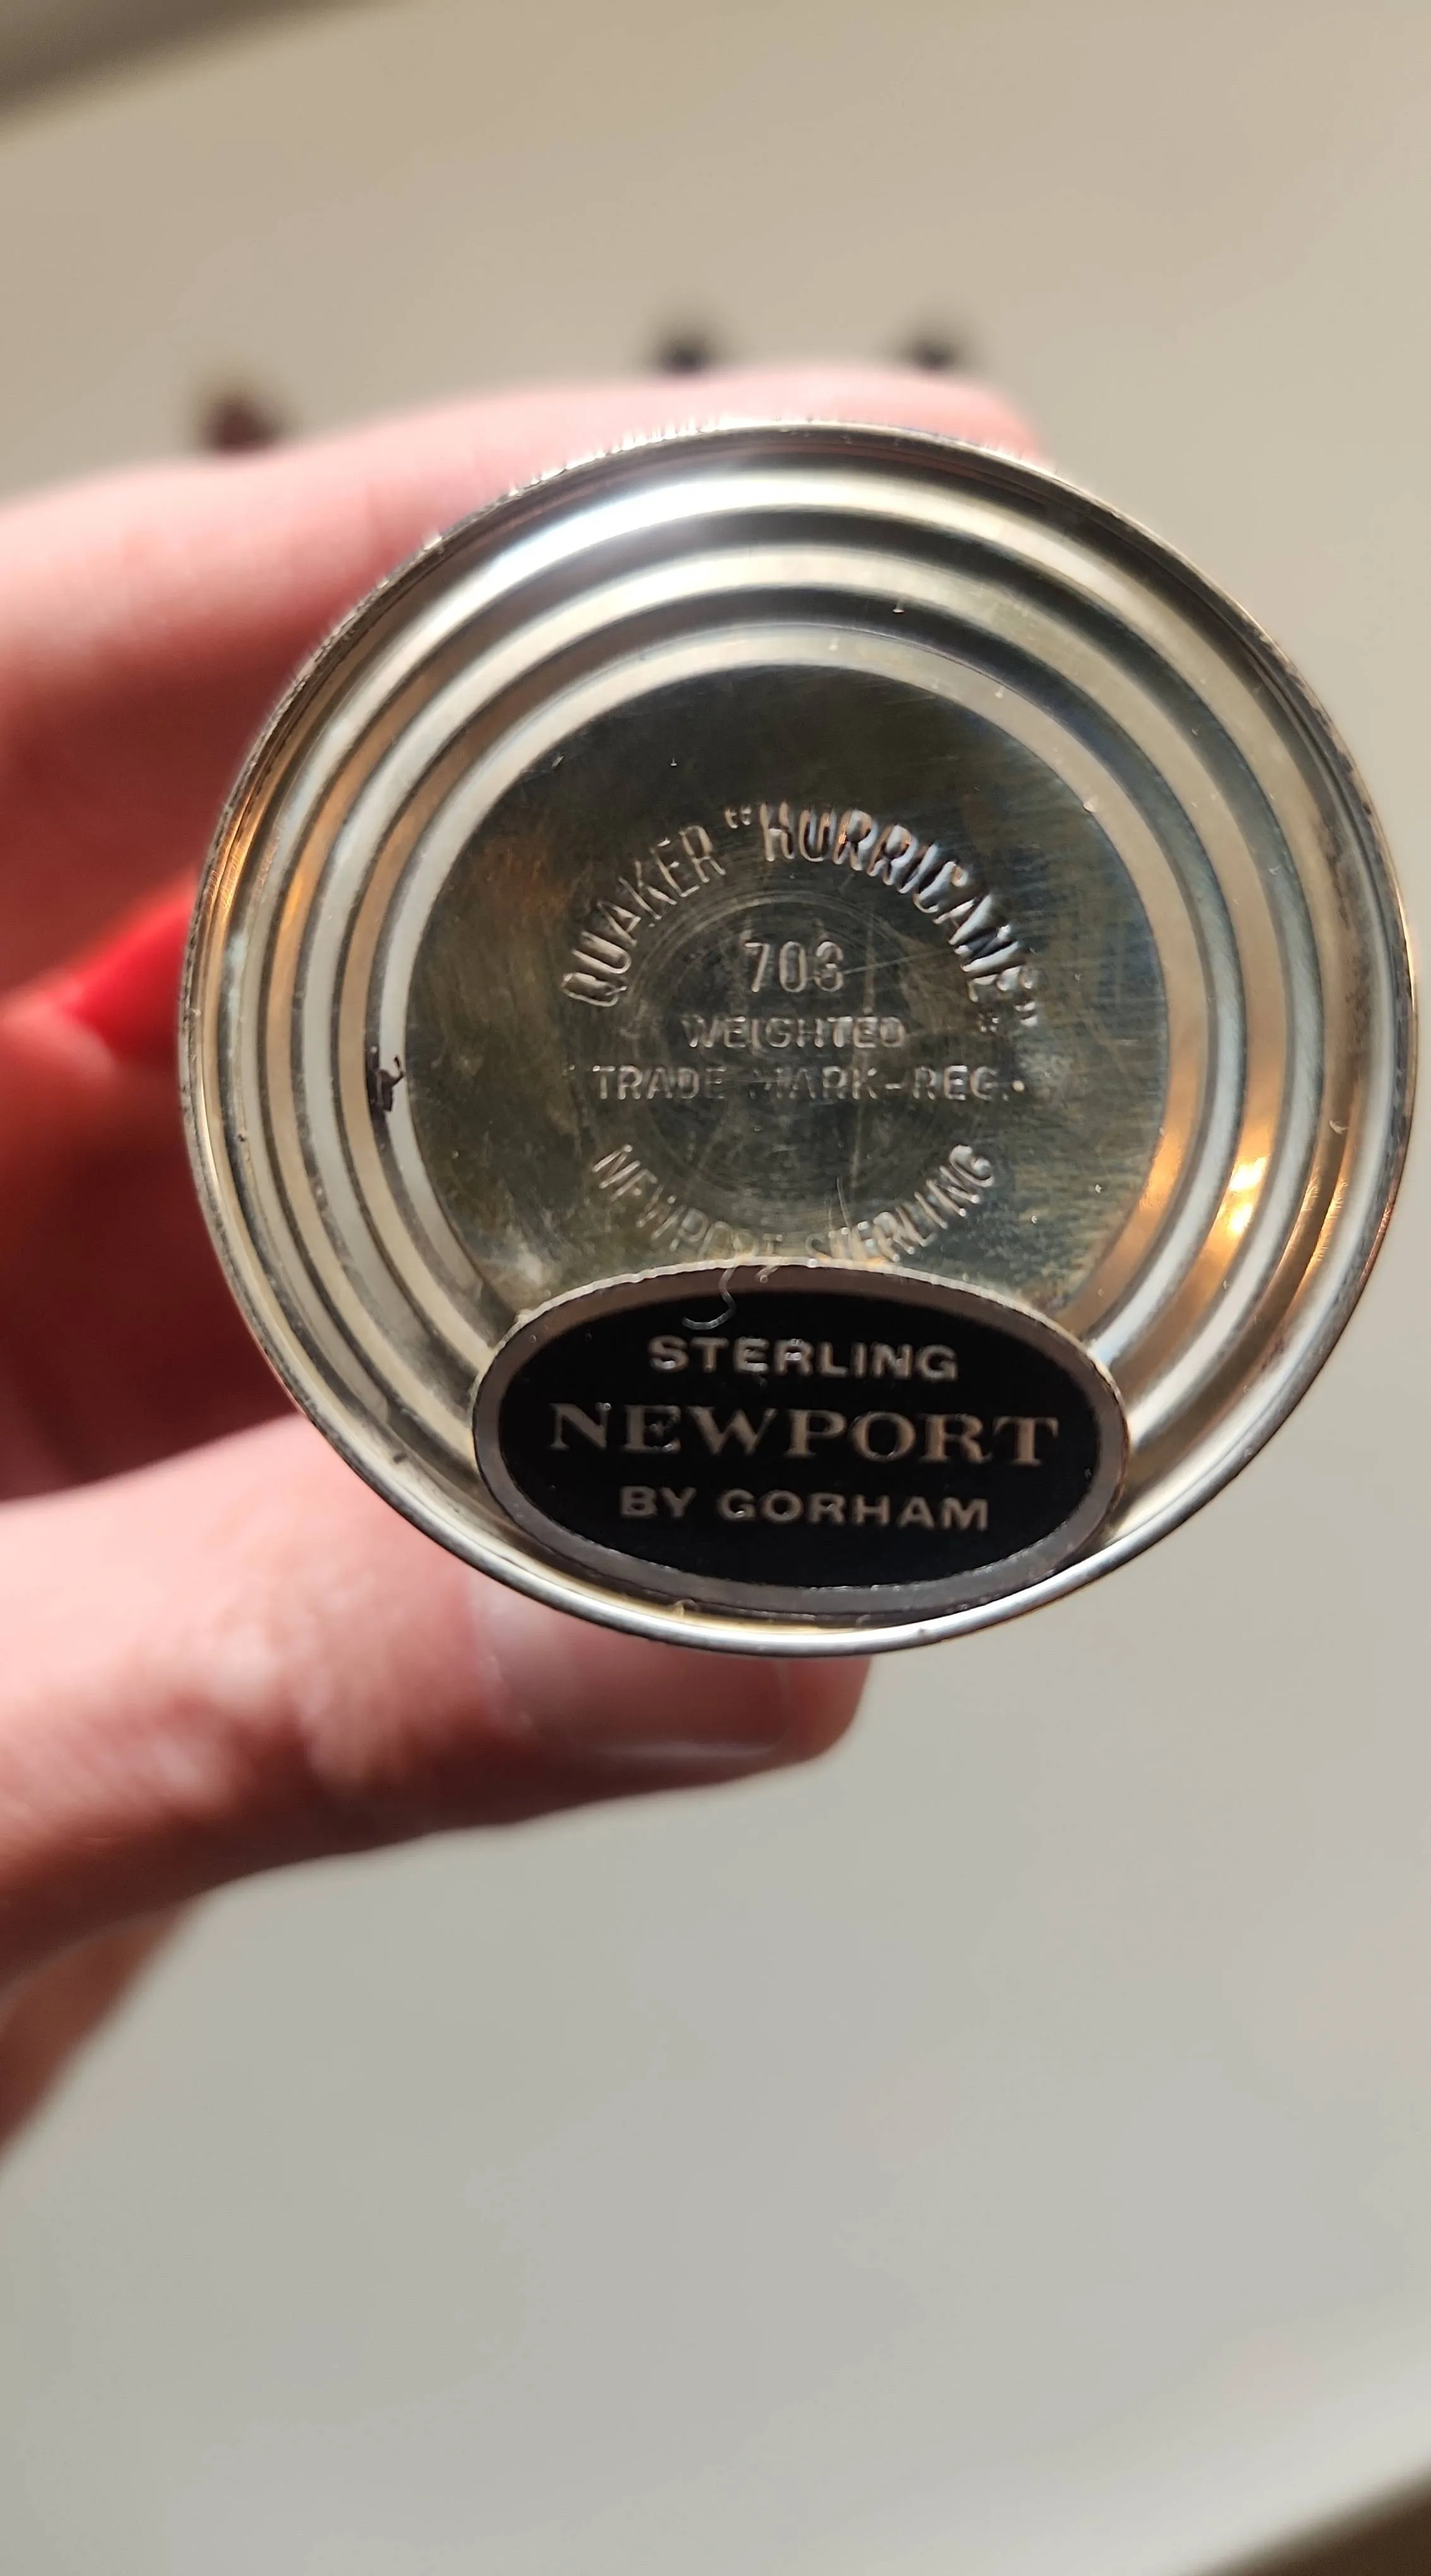 QUAKER "HURRICANE"
703
WEIGHTED
TRADE MARK-REG.
NEWPORT STERLING
STERLING
NEWPORT
BY GORHAM